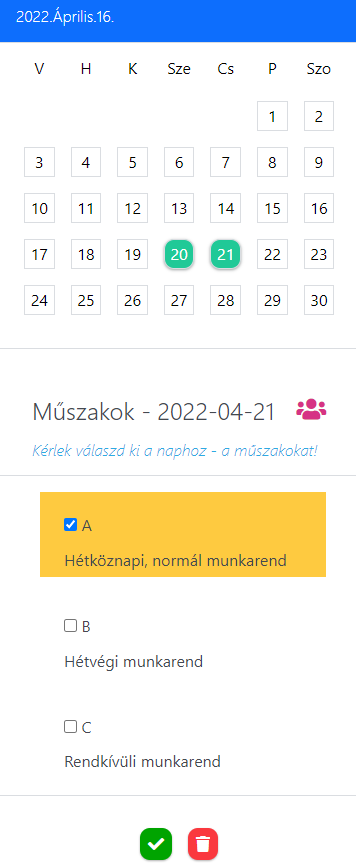 2022.Április.16.
V H K Sze Cs P Szo
1 2
3 4 5 6 7 8 9
10 11 12 13 14 15 16
17 18 19 20 21 22 23
24 25 26 27 28 29 30
Műszakok - 2022-04-21
Kérlek válaszd ki a naphoz - a műszakokat!
A
Hétköznapi, normál munkarend
B
Hétvégi munkarend
C
Rendkívüli munkarend